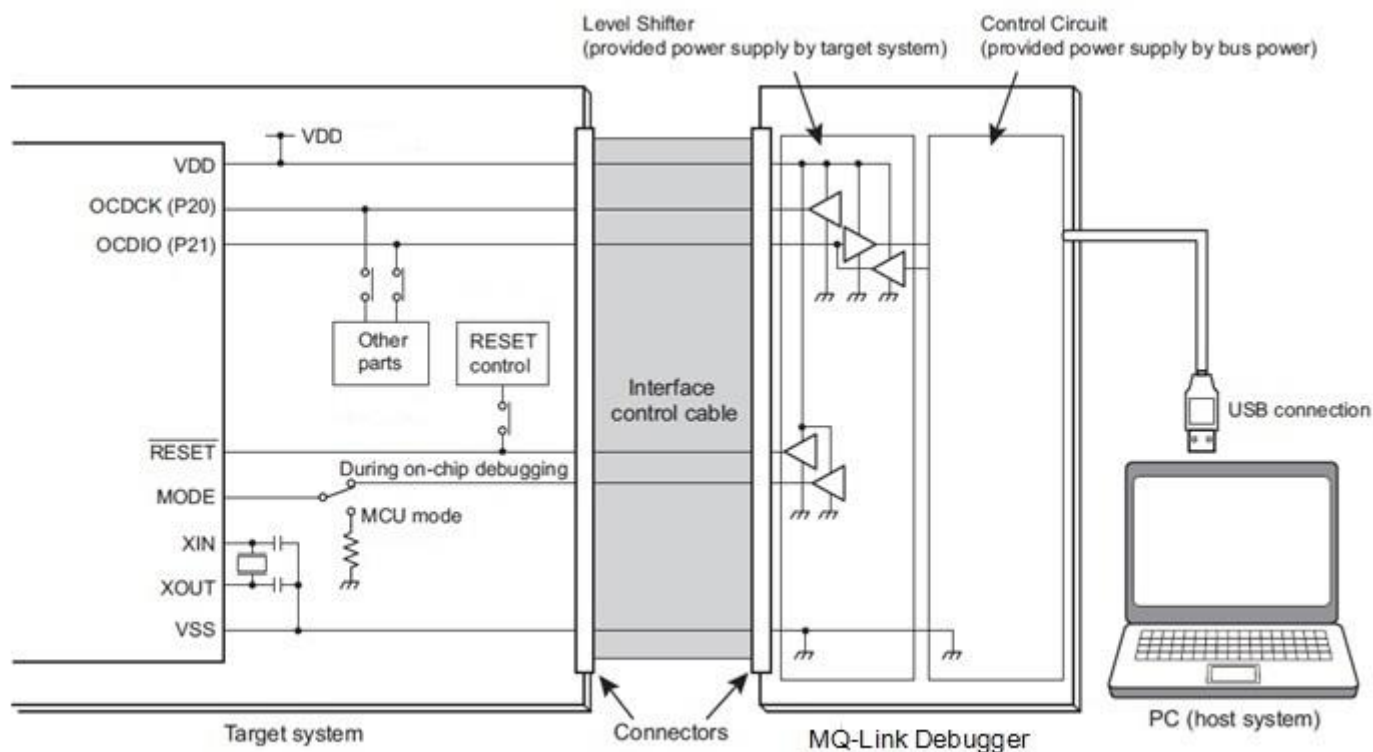 Level Shifter
(provided power supply by target system)
Control Circuit
(provided power supply by bus power)
VDD
VDD
OCDCK (P20)
OCDIO (P21)
Other
parts
RESET
control
Interface
control cable
USB connection
RESET
During on-chip debugging
MODE
MCU mode
XIN
XOUT
VSS
Target system
Connectors
MQ-Link Debugger
PC (host system)